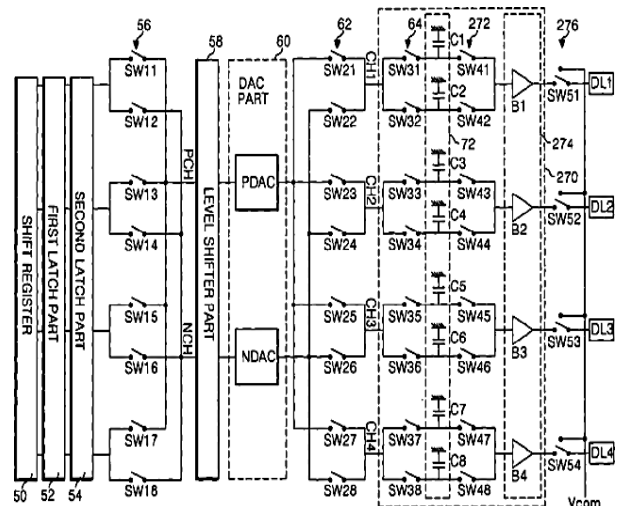 56
58
60
62
64
272
276
SW11
SW12
SW13
SW14
SW15
SW16
SW17
SW18
PCH
NCH
SHIFT REGISTER
FIRST LATCH PART
SECOND LATCH PART
LEVEL SHIFTER PART
DAC
PART
PDAC
NDAC
SW21
SW22
SW23
SW24
SW25
SW26
SW27
SW28
CH1
CH2
CH3
CH4
SW31
SW32
SW33
SW34
SW35
SW36
SW37
SW38
C1
C2
C3
C4
C5
C6
C7
C8
72
SW41
SW42
SW43
SW44
SW45
SW46
SW47
SW48
B1
B2
B3
B4
274
270
SW51
SW52
SW53
SW54
DL1
DL2
DL3
DL4
50
52
54
Vcom